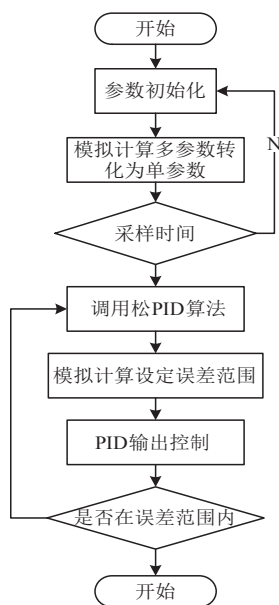 开始
参数初始化
N
模拟计算多参数转
化为单参数
采样时间
调用松PID算法
模拟计算设定误差范围
PID输出控制
是否在误差范围内
开始